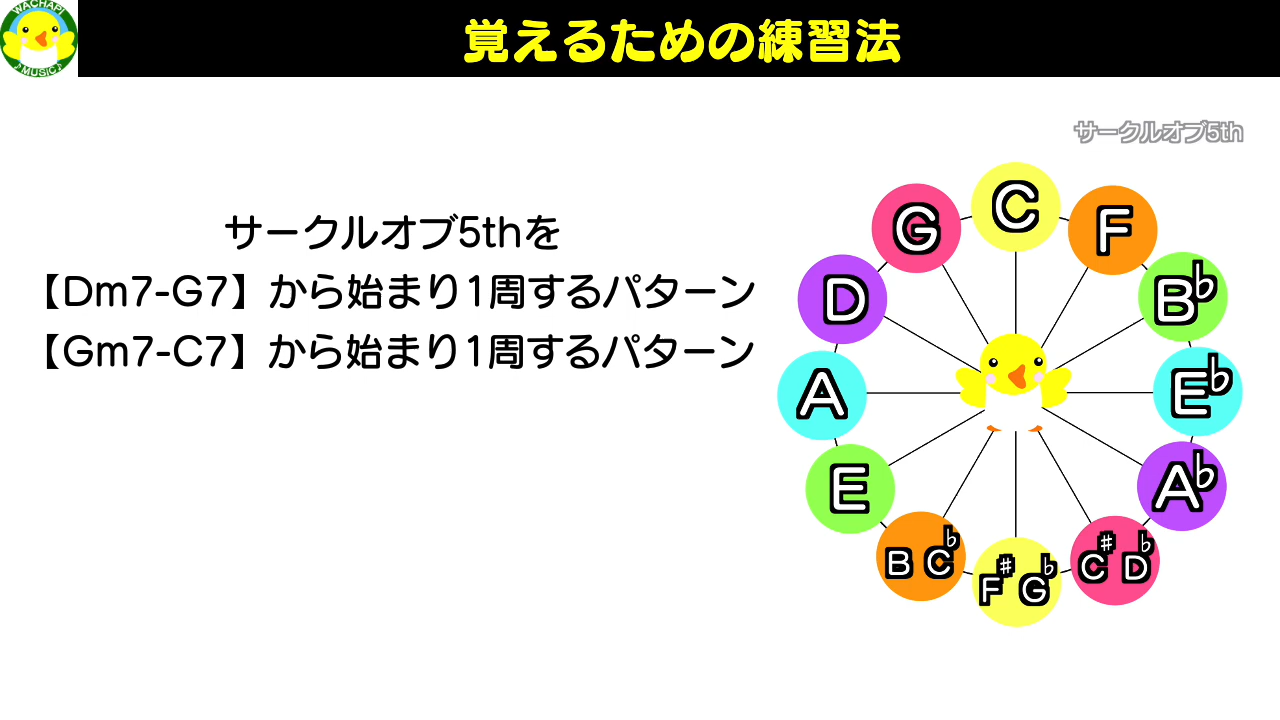 WACHAPI
♪MUSIC♪
覚えるための練習法
サークルオブ5th
サークルオブ5thを
【Dm7-G7】から始まり1周するパターン
【Gm7-C7】から始まり1周するパターン
C
F
B♭
E♭
A♭
C♯ D♭
F♯ G♭
B C♭
E
A
D
G